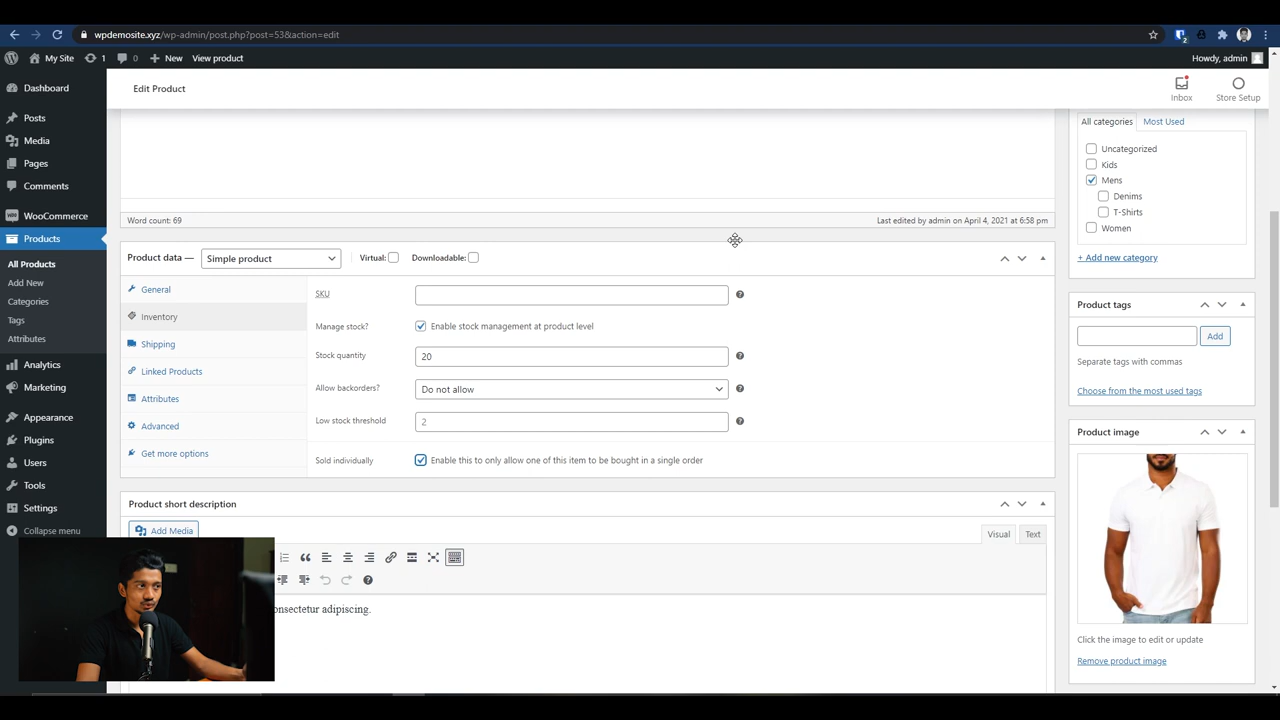 wpdemosite.xyz/wp-admin/post.php?post=53&action=edit
2
My Site
1
0
New
View product
Howdy, admin
Dashboard
Posts
Media
Pages
Comments
WooCommerce
Products
All Products
Add New
Categories
Tags
Attributes
Analytics
Marketing
Appearance
Plugins
Users
Tools
Settings
Collapse menu
Edit Product
Inbox
Store Setup
Word count: 69
Last edited by admin on April 4, 2021 at 6:58 pm
Product data —
Simple product
Virtual:
Downloadable:
General
Inventory
Shipping
Linked Products
Attributes
Advanced
Get more options
SKU
Manage stock?
Enable stock management at product level
Stock quantity
20
Allow backorders?
Do not allow
Low stock threshold
2
Sold individually
Enable this to only allow one of this item to be bought in a single order
Product short description
Add Media
Visual
Text
onsectetur adipiscing.
All categories
Most Used
Uncategorized
Kids
Mens
Denims
T-Shirts
Women
+ Add new category
Product tags
Add
Separate tags with commas
Choose from the most used tags
Product image
Click the image to edit or update
Remove product image